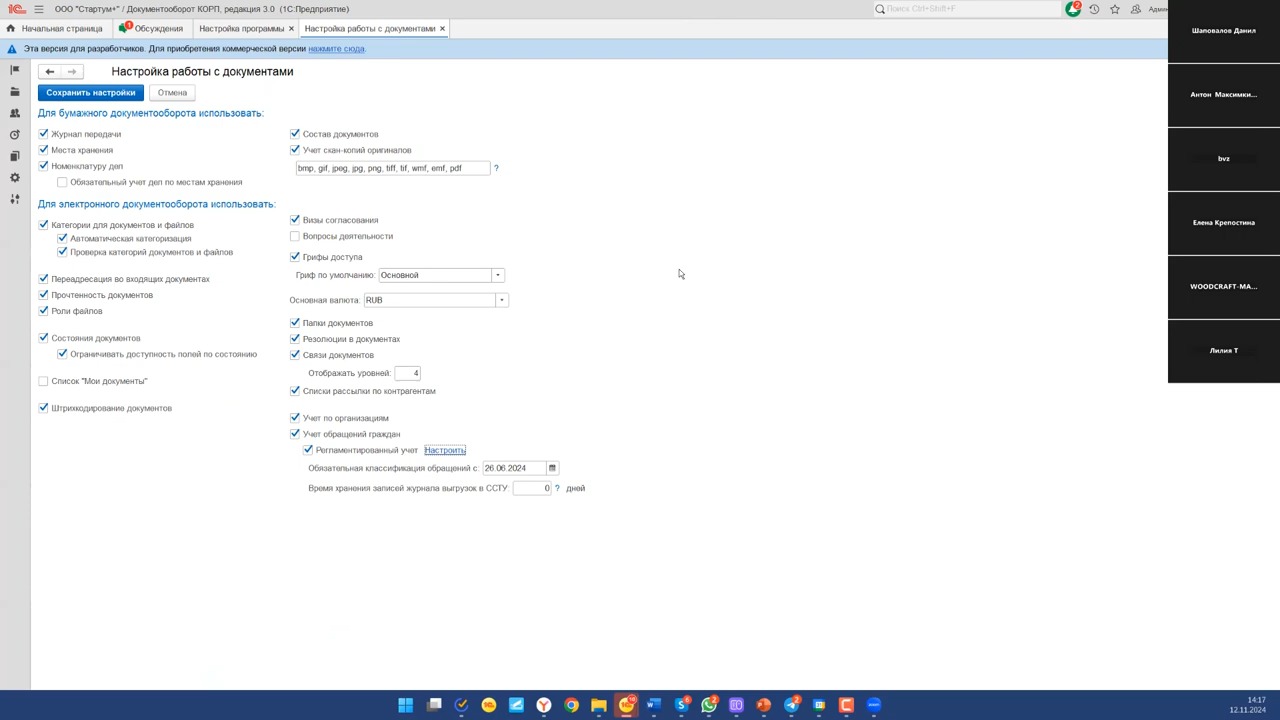 ООО "Стартум+" / Документооборот КОРП, редакция 3.0  (1С:Предприятие)
Поиск Ctrl+Shift+F
2
Админ
Начальная страница
1
Обсуждения
Настройка программы ×
Настройка работы с документами ×
Эта версия для разработчиков. Для приобретения коммерческой версии нажмите сюда.
Настройка работы с документами
Сохранить настройки
Отмена
Для бумажного документооборота использовать:
Журнал передачи
Состав документов
Места хранения
Учет скан-копий оригиналов
Номенклатуру дел
bmp, gif, jpeg, jpg, png, tiff, tif, wmf, emf, pdf ?
Обязательный учет дел по местам хранения
Для электронного документооборота использовать:
Категории для документов и файлов
Автоматическая категоризация
Проверка категорий документов и файлов
Переадресация во входящих документах
Прочтенность документов
Роли файлов
Состояния документов
Ограничивать доступность полей по состоянию
Список "Мои документы"
Штрихкодирование документов
Визы согласования
Вопросы деятельности
Грифы доступа
Гриф по умолчанию: Основной
Основная валюта: RUB
Папки документов
Резолюции в документах
Связи документов
Отображать уровней: 4
Списки рассылки по контрагентам
Учет по организациям
Учет обращений граждан
Регламентированный учет Настроить
Обязательная классификация обращений с: 26.06.2024
Время хранения записей журнала выгрузок в ССТУ: 0 ? дней
Шаповалов Данил
Антон Максимки...
bvz
Елена Крепостина
WOODCRAFT-MA...
Лилия Т
14:17
12.11.2024